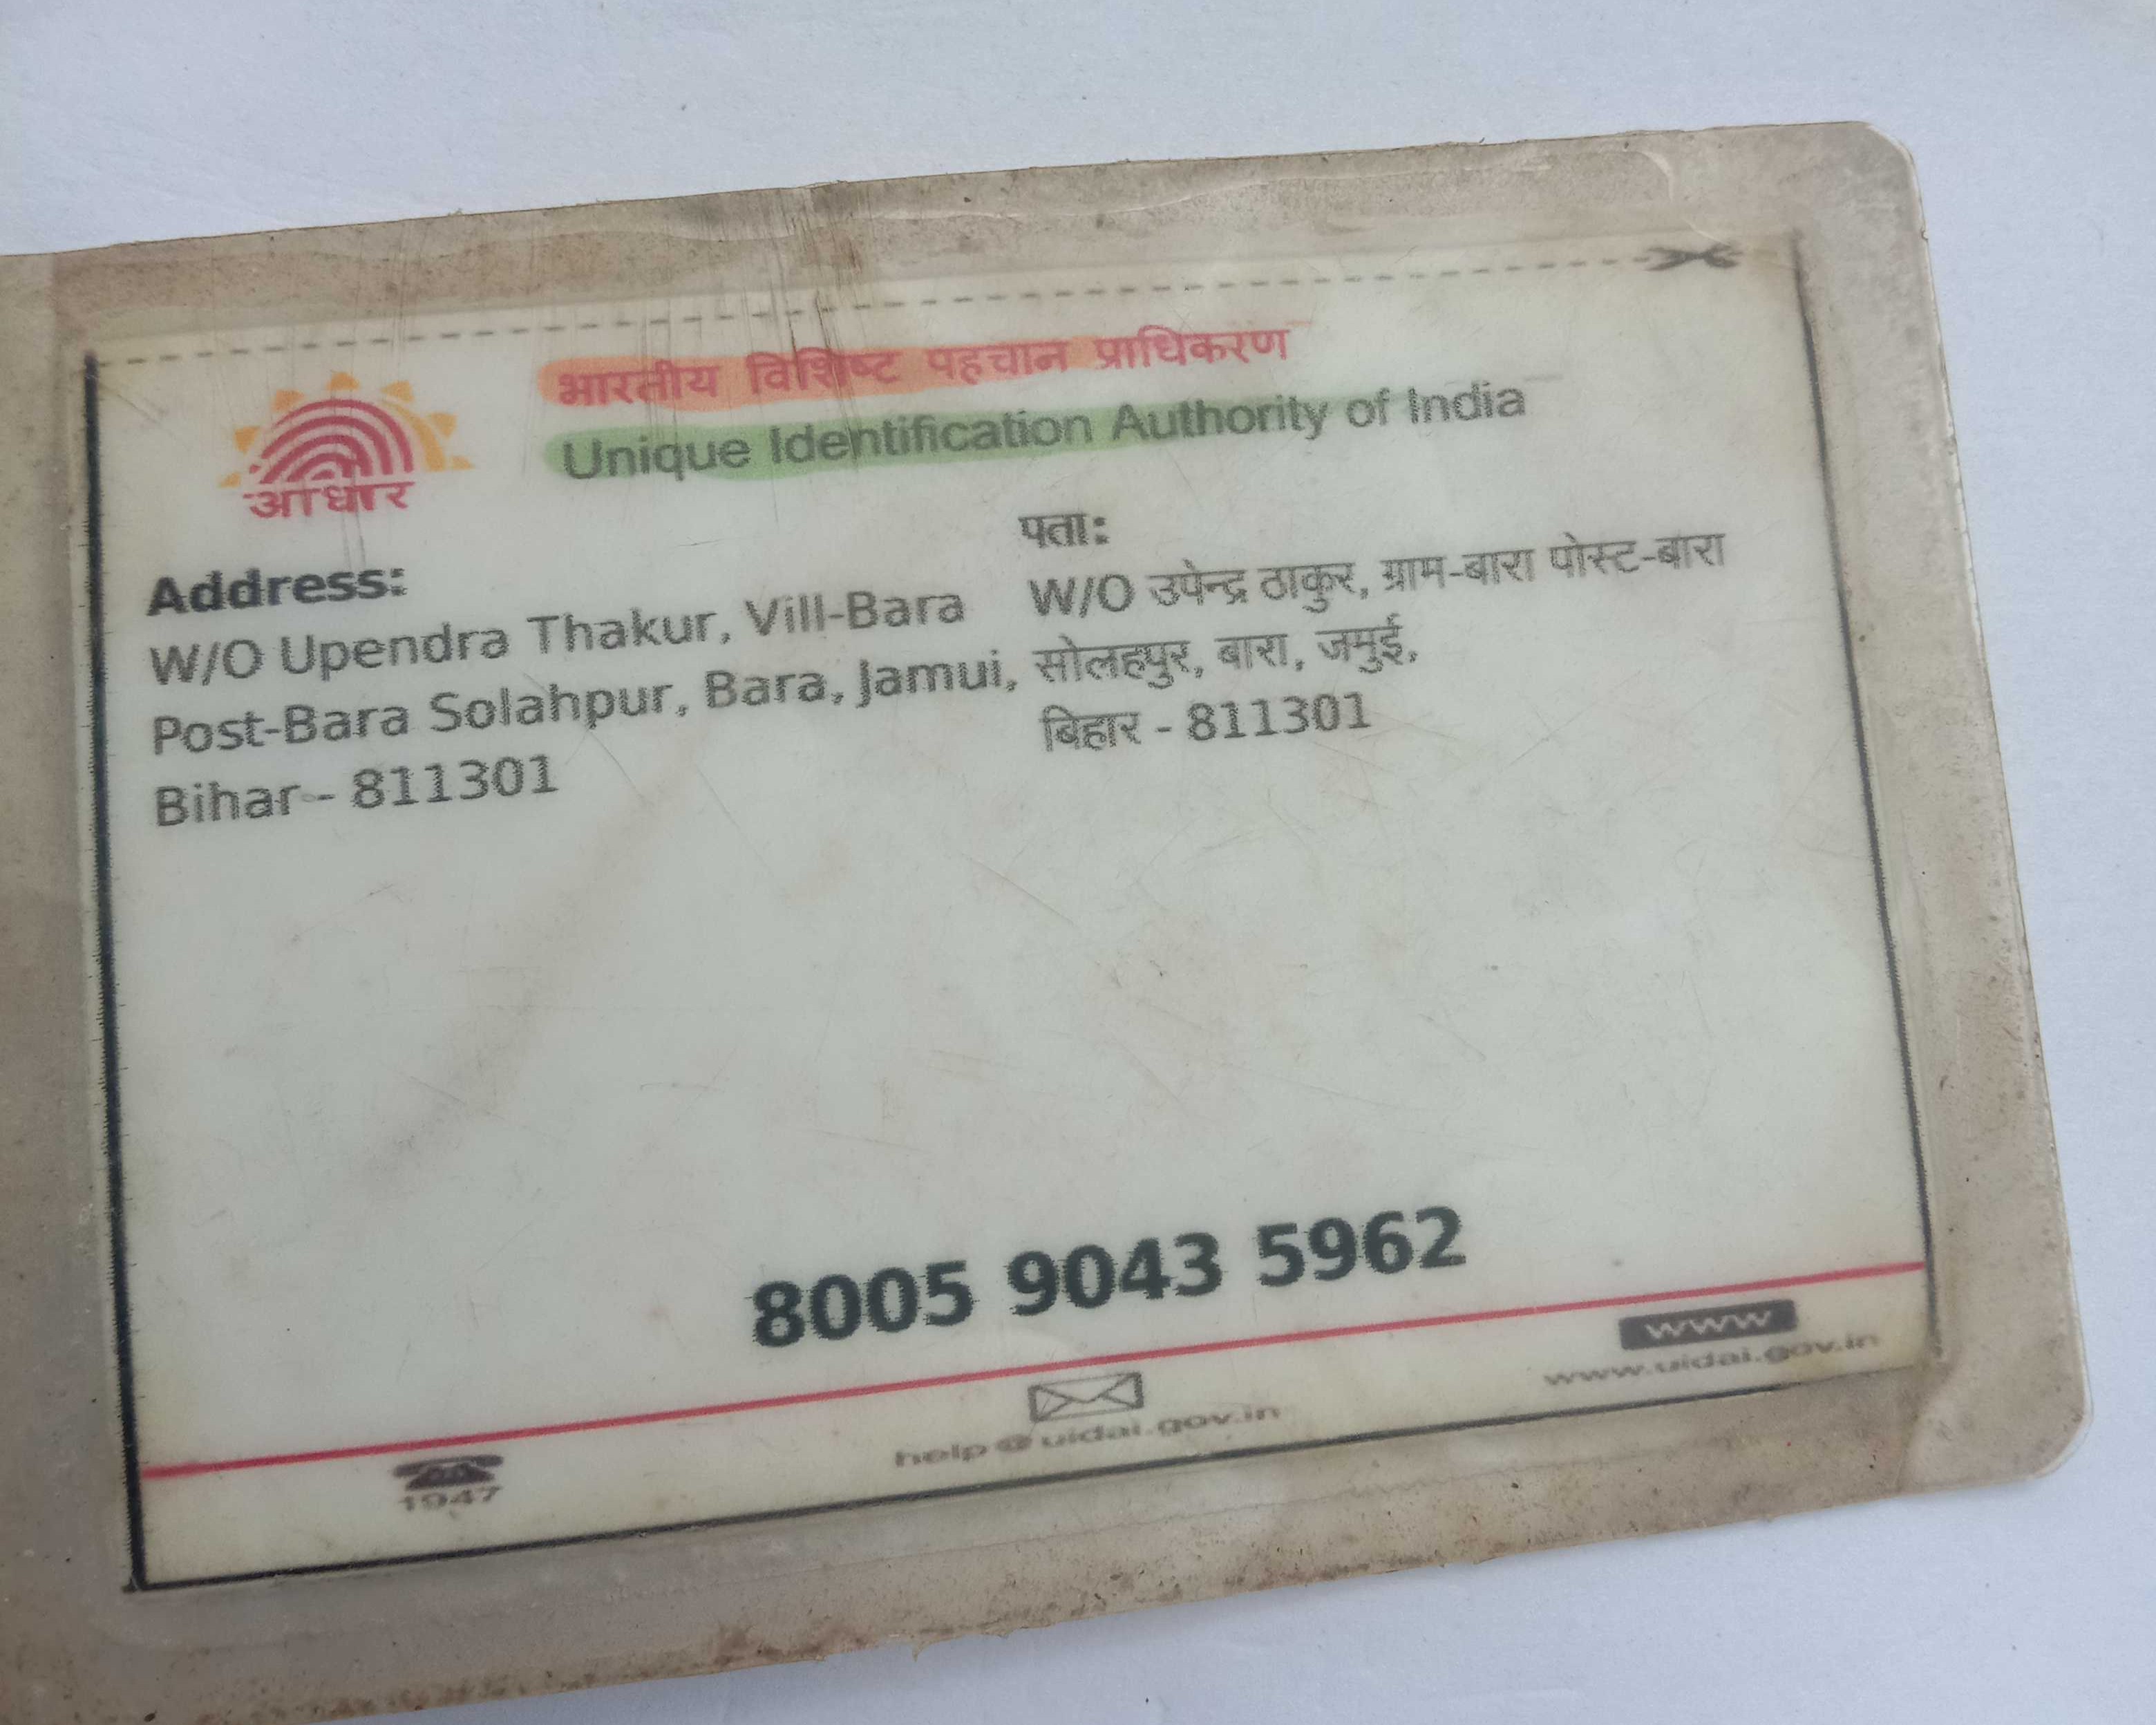 भारतीय विशिष्ट पहचान प्राधिकरण
Unique Identification Authority of India
आधार
Address:
W/O Upendra Thakur, Vill-Bara
Post-Bara Solahpur, Bara, Jamui,
Bihar - 811301
पता:
W/O उपेन्द्र ठाकुर, ग्राम-बारा पोस्ट-बारा
सोलहपुर, बारा, जमुई,
बिहार - 811301
8005 9043 5962
1947
help@uidai.gov.in
www
www.uidai.gov.in